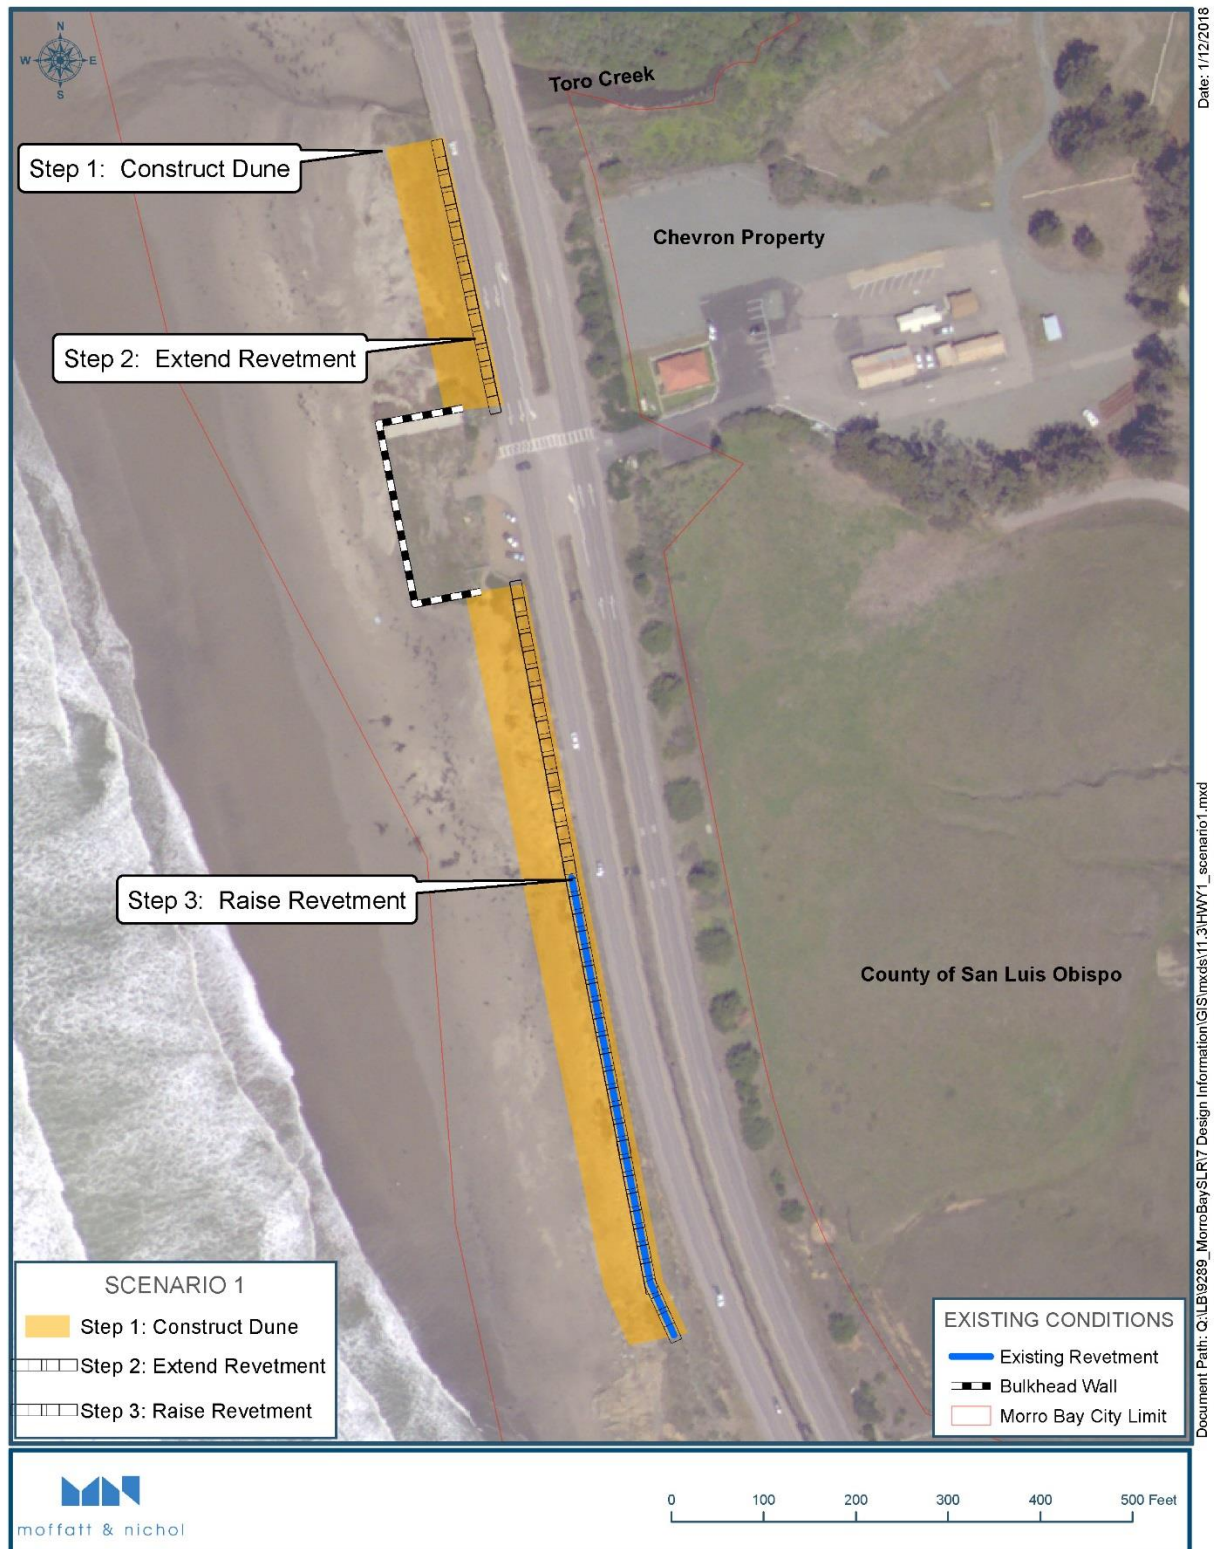 N
W E
S
Toro Creek
Step 1: Construct Dune
Chevron Property
Step 2: Extend Revetment
Step 3: Raise Revetment
County of San Luis Obispo
SCENARIO 1
Step 1: Construct Dune
Step 2: Extend Revetment
Step 3: Raise Revetment
EXISTING CONDITIONS
Existing Revetment
Bulkhead Wall
Morro Bay City Limit
moffatt & nichol
0 100 200 300 400 500 Feet
Date: 1/12/2018
Document Path: Q:\LB\9289_MorroBaySLR\7 Design Information\GIS\mxds\11.3\HWY1_scenario1.mxd